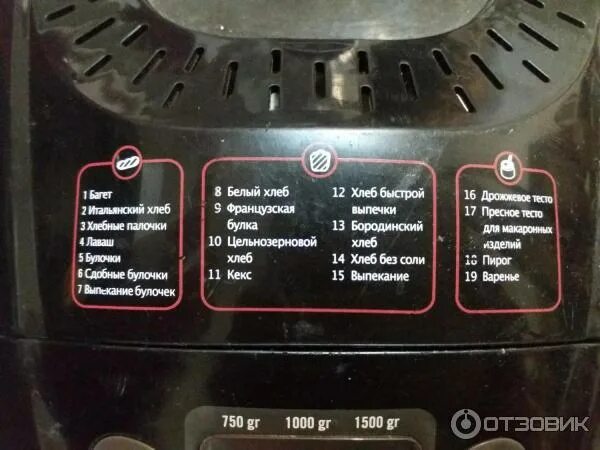 1 Багет
2 Итальянский хлеб
3 Хлебные палочки
4 Лаваш
5 Булочки
6 Сдобные булочки
7 Выпекание булочек
8 Белый хлеб
9 Французская
булка
10 Цельнозерновой
хлеб
11 Кекс
12 Хлеб быстрой
выпечки
13 Бородинский
хлеб
14 Хлеб без соли
15 Выпекание
16 Дрожжевое тесто
17 Пресное тесто
для макаронных
изделий
18 Пирог
19 Варенье
750 gr 1000 gr 1500 gr
ОТЗОВИК